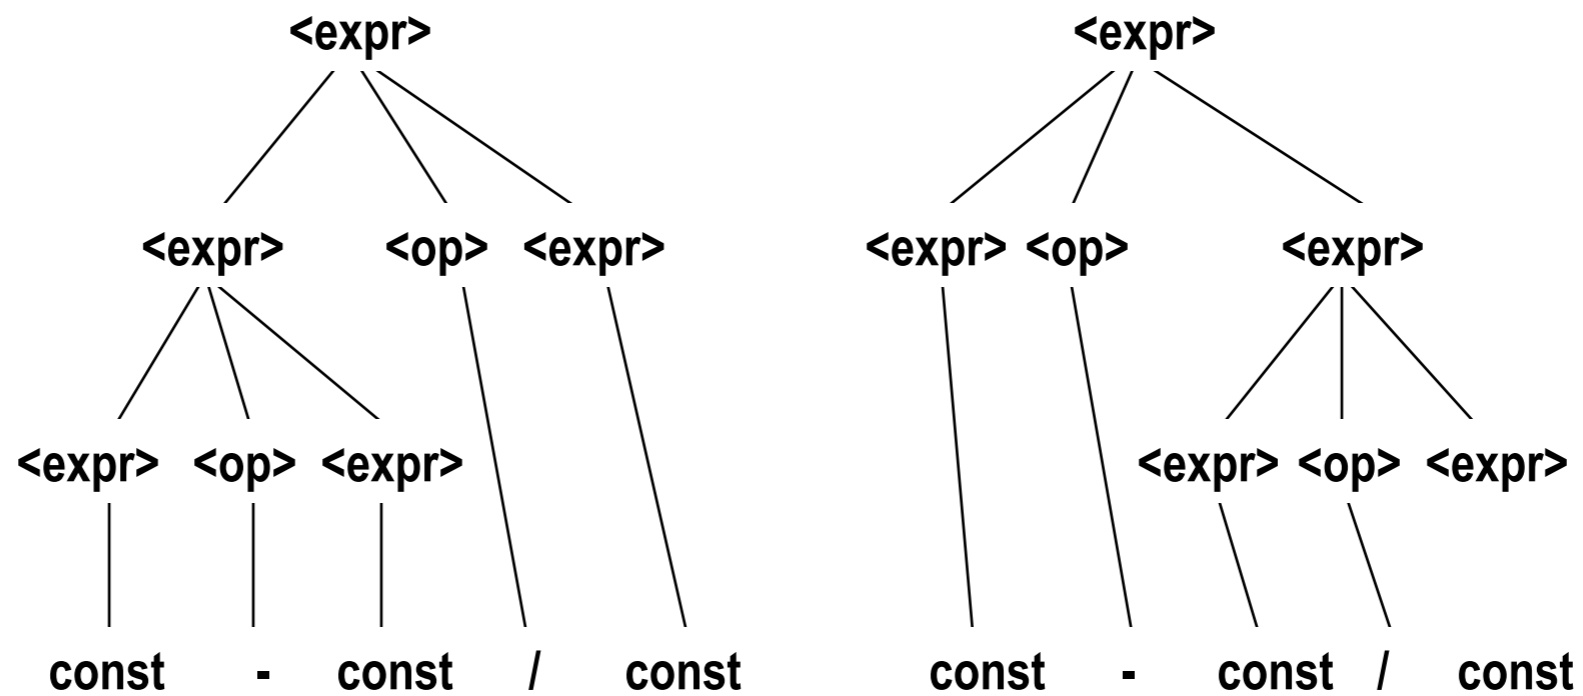 <expr> <expr>
<expr> <op> <expr> <expr> <op> <expr>
<expr> <op> <expr> <expr> <op> <expr>
const - const / const const - const / const